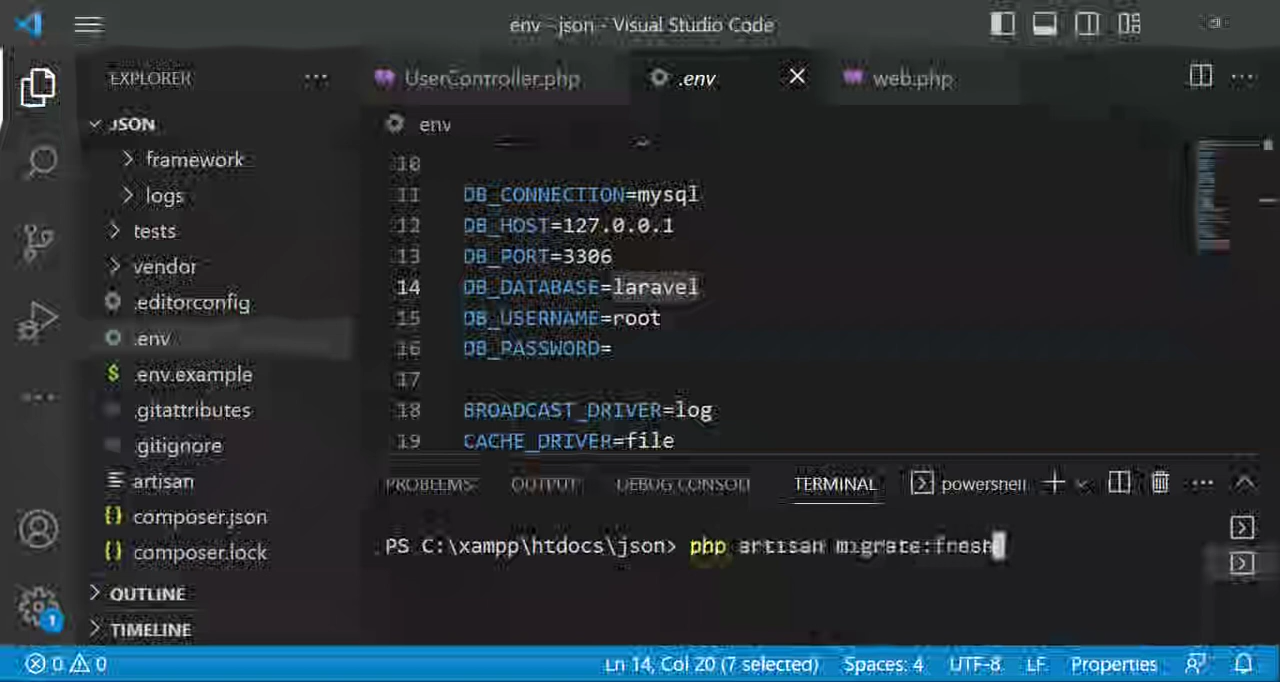 env - json - Visual Studio Code
EXPLORER
UserController.php
.env
web.php
JSON
env
framework
logs
tests
vendor
.editorconfig
.env
.env.example
.gitattributes
.gitignore
artisan
composer.json
composer.lock
OUTLINE
TIMELINE
10
11 DB_CONNECTION=mysql
12 DB_HOST=127.0.0.1
13 DB_PORT=3306
14 DB_DATABASE=laravel
15 DB_USERNAME=root
16 DB_PASSWORD=
17
18 BROADCAST_DRIVER=log
19 CACHE_DRIVER=file
PROBLEMS OUTPUT DEBUG CONSOLE TERMINAL powershell
PS C:\xampp\htdocs\json> php artisan migrate:fresh
1
0 0 Ln 14, Col 20 (7 selected) Spaces: 4 UTF-8 LF Properties